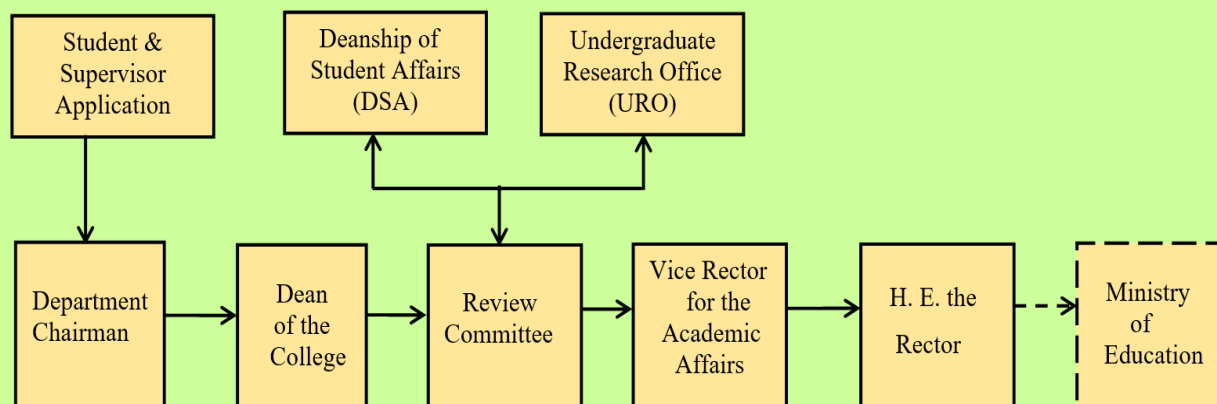 Student &
Supervisor
Application
Deanship of
Student Affairs
(DSA)
Undergraduate
Research Office
(URO)
Department
Chairman
Dean
of the
College
Review
Committee
Vice Rector
for the
Academic
Affairs
H. E. the
Rector
Ministry
of
Education